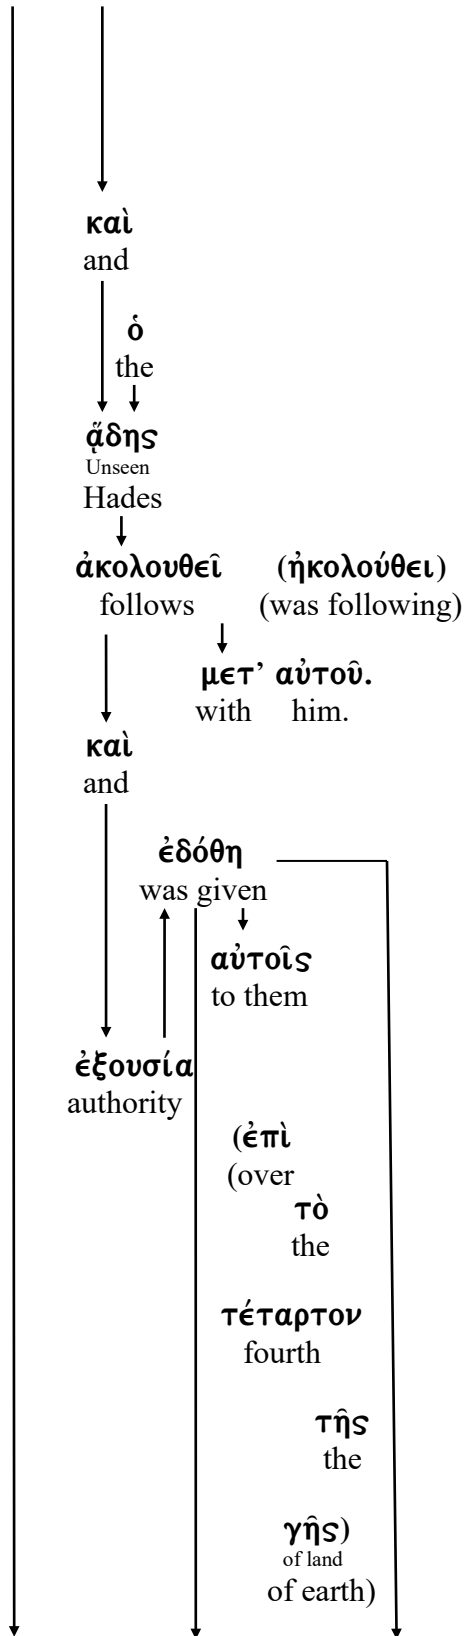 καὶ
and
ὁ
the
ᾅδης
Unseen
Hades
ἀκολουθεῖ (ἠκολούθει)
follows (was following)
μετ’ αὐτοῦ.
with him.
καὶ
and
ἐδόθη
was given
αὐτοῖς
to them
ἐξουσία
authority
(ἐπὶ
(over
τὸ
the
τέταρτον
fourth
τῆς
the
γῆς)
of land
of earth)